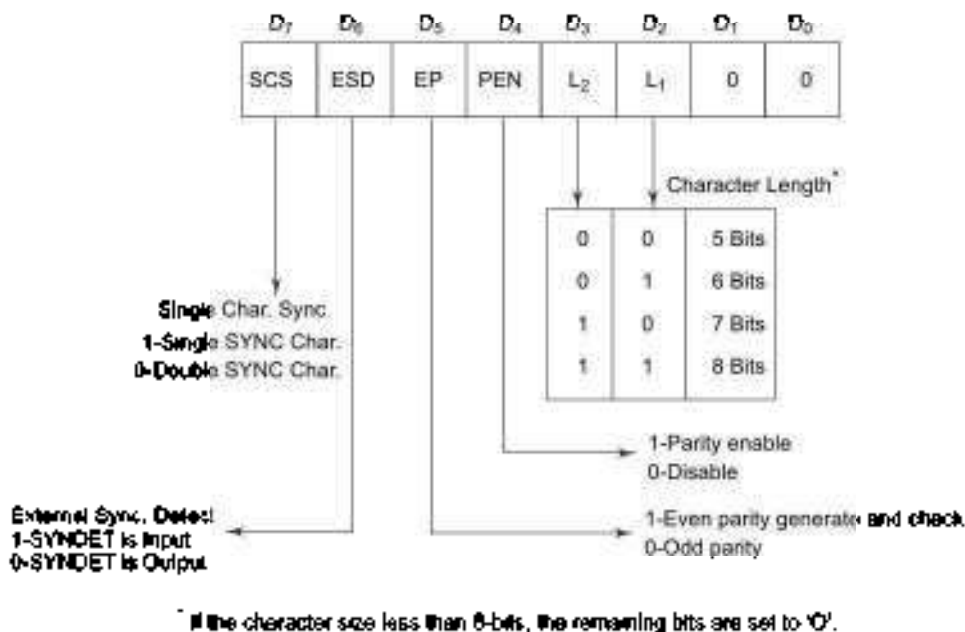 D7 D6 D5 D4 D3 D2 D1 D0
SCS ESD EP PEN L2 L1 0 0
Character Length*
0 0 5 Bits
0 1 6 Bits
1 0 7 Bits
1 1 8 Bits
Single Char. Sync
1-Single SYNC Char.
0-Double SYNC Char.
1-Parity enable
0-Disable
External Sync. Detect
1-SYNDET is Input
0-SYNDET is Output
1-Even parity generate and check
0-Odd parity
* If the character size less than 8-bits, the remaining bits are set to '0'.